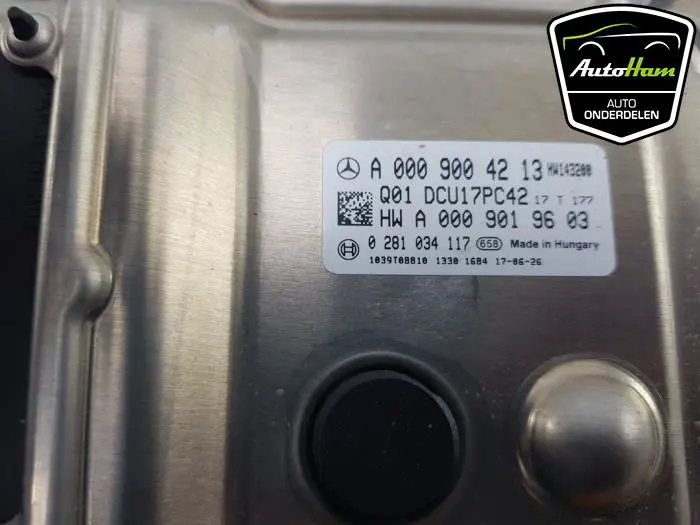 AutoHam
AUTO
ONDERDELEN
A 000 900 42 13 HW143200
Q01 DCU17PC42 17 T 177
HW A 000 901 96 03
0 281 034 117 658 Made in Hungary
1039T08810 1330 1684 17-06-26